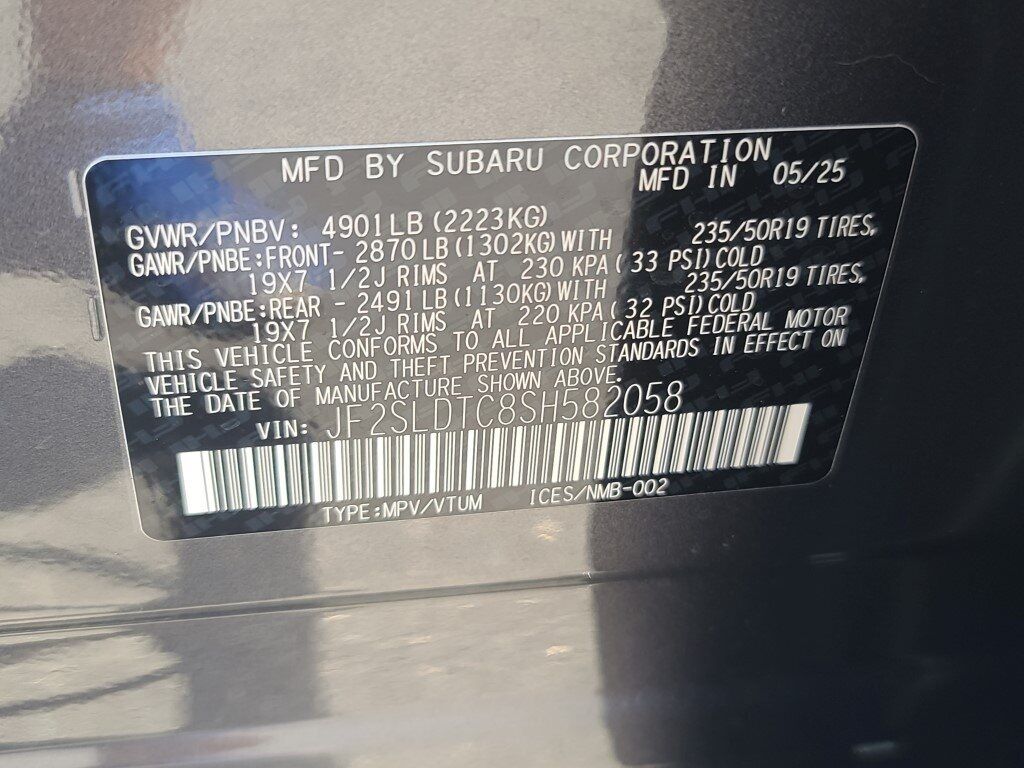 MFD BY SUBARU CORPORATION
MFD IN 05/25
GVWR/PNBV: 4901LB (2223KG)
GAWR/PNBE:FRONT- 2870LB (1302KG) WITH 235/50R19 TIRES,
19X7 1/2J RIMS AT 230 KPA ( 33 PSI) COLD
GAWR/PNBE:REAR - 2491LB (1130KG) WITH 235/50R19 TIRES,
19X7 1/2J RIMS AT 220 KPA ( 32 PSI) COLD
THIS VEHICLE CONFORMS TO ALL APPLICABLE FEDERAL MOTOR
VEHICLE SAFETY AND THEFT PREVENTION STANDARDS IN EFFECT ON
THE DATE OF MANUFACTURE SHOWN ABOVE.
VIN: JF2SLDTC8SH582058
TYPE:MPV/VTUM ICES/NMB-002